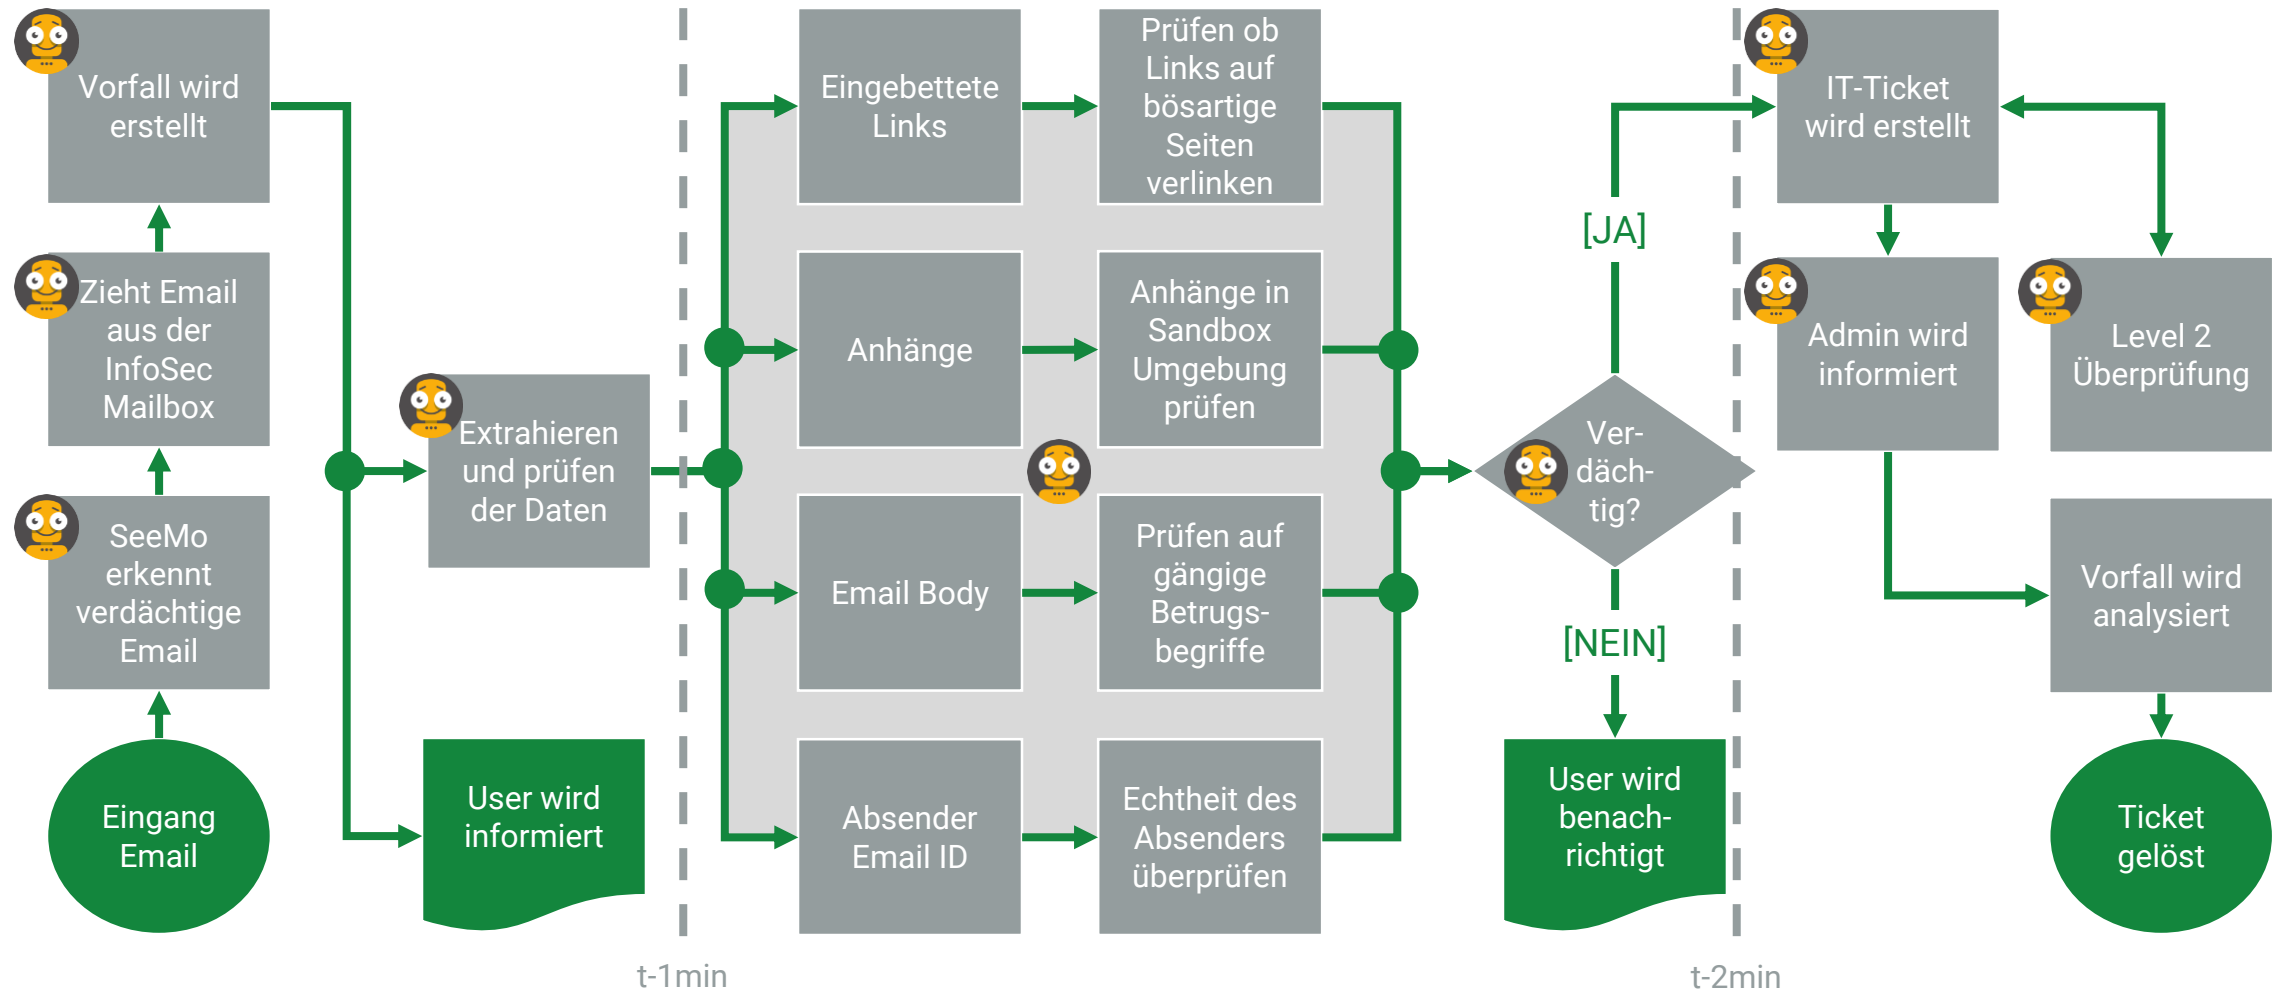 Vorfall wird
erstellt
Zieht Email
aus der
InfoSec
Mailbox
SeeMo
erkennt
verdächtige
Email
Eingang
Email
Extrahieren
und prüfen
der Daten
User wird
informiert
t-1min
Eingebettete
Links
Prüfen ob
Links auf
bösartige
Seiten
verlinken
Anhänge
Anhänge in
Sandbox
Umgebung
prüfen
Email Body
Prüfen auf
gängige
Betrugs-
begriffe
Absender
Email ID
Echtheit des
Absenders
überprüfen
Ver-
däch-
tig?
[JA]
[NEIN]
User wird
benach-
richtigt
t-2min
IT-Ticket
wird erstellt
Admin wird
informiert
Level 2
Überprüfung
Vorfall wird
analysiert
Ticket
gelöst